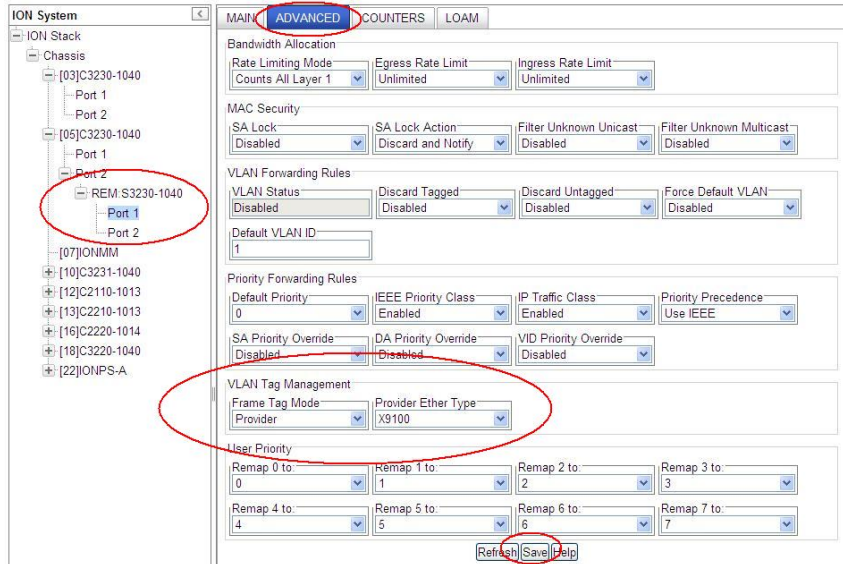 ION System <
ION Stack
Chassis
[03]C3230-1040
Port 1
Port 2
[05]C3230-1040
Port 1
Port 2
REM:S3230-1040
Port 1
Port 2
[07]IONMM
[10]C3231-1040
[12]C2110-1013
[13]C2210-1013
[16]C2220-1014
[18]C3220-1040
[22]IONPS-A
MAIN ADVANCED COUNTERS LOAM
Bandwidth Allocation
Rate Limiting Mode Egress Rate Limit Ingress Rate Limit
Counts All Layer 1 Unlimited Unlimited
MAC Security
SA Lock SA Lock Action Filter Unknown Unicast Filter Unknown Multicast
Disabled Discard and Notify Disabled Disabled
VLAN Forwarding Rules
VLAN Status Discard Tagged Discard Untagged Force Default VLAN
Disabled Disabled Disabled Disabled
Default VLAN ID
1
Priority Forwarding Rules
Default Priority IEEE Priority Class IP Traffic Class Priority Precedence
0 Enabled Enabled Use IEEE
SA Priority Override DA Priority Override VID Priority Override
Disabled Disabled Disabled
VLAN Tag Management
Frame Tag Mode Provider Ether Type
Provider X9100
User Priority
Remap 0 to: Remap 1 to: Remap 2 to: Remap 3 to:
0 1 2 3
Remap 4 to: Remap 5 to: Remap 6 to: Remap 7 to:
4 5 6 7
Refresh Save Help